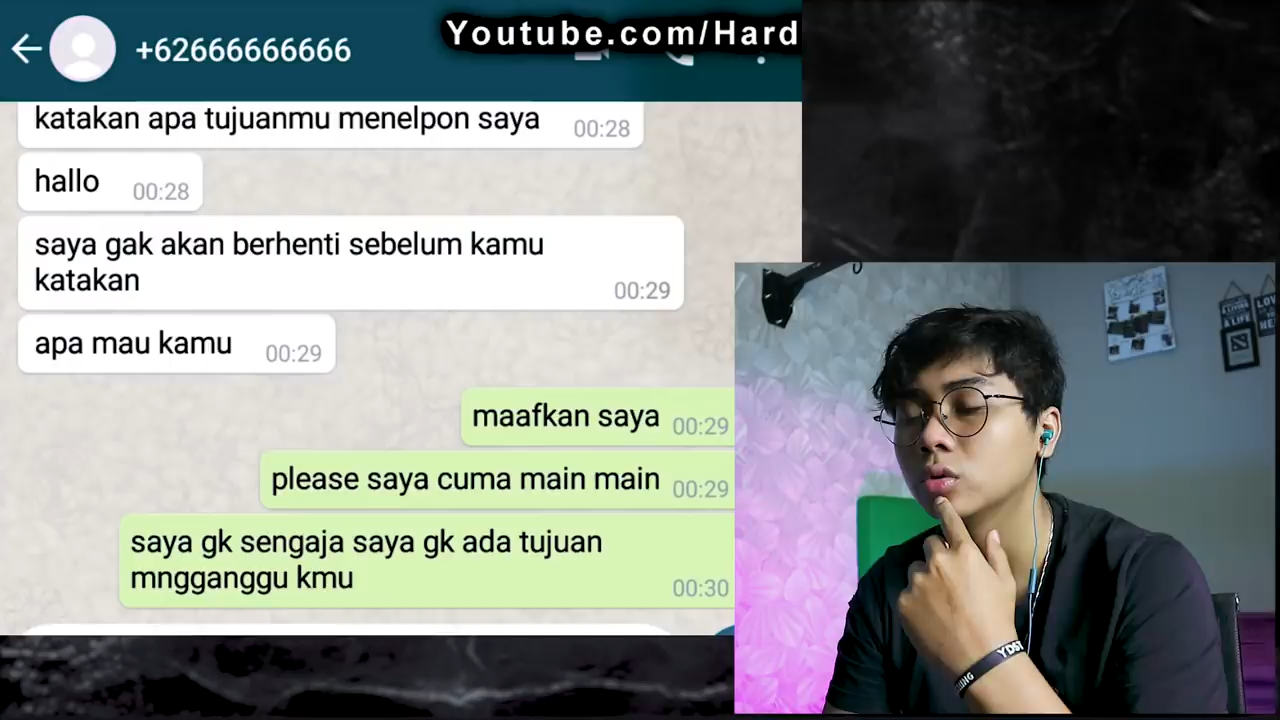 Youtube.com/Hard
+62666666666
katakan apa tujuanmu menelpon saya 00:28
hallo 00:28
saya gak akan berhenti sebelum kamu
katakan 00:29
apa mau kamu 00:29
maafkan saya 00:29
please saya cuma main main 00:29
saya gk sengaja saya gk ada tujuan
mngganggu kmu 00:30